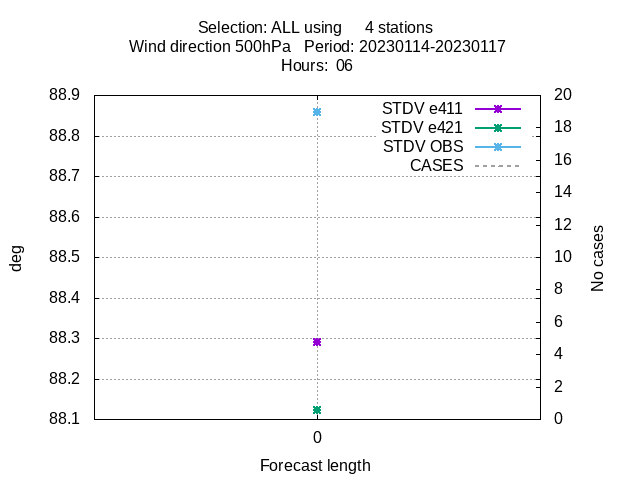 Selection: ALL using     4 stations
Wind direction 500hPa   Period: 20230114-20230117
Hours:  06
88.9
88.8
88.7
88.6
88.5
88.4
88.3
88.2
88.1
20
18
16
14
12
10
8
6
4
2
0
STDV e411
STDV e421
STDV OBS
CASES
deg
No cases
0
Forecast length